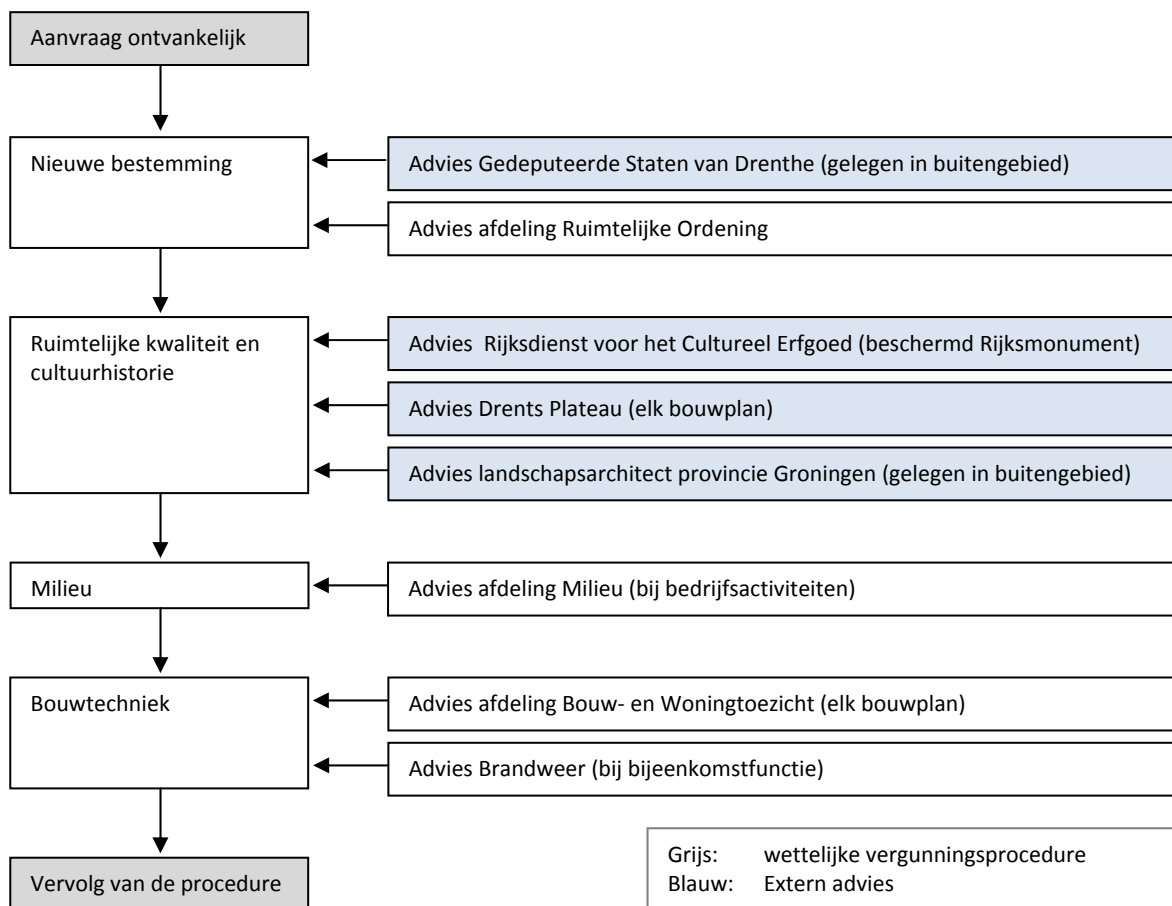 Aanvraag ontvankelijk
Nieuwe bestemming
Advies Gedeputeerde Staten van Drenthe (gelegen in buitengebied)
Advies afdeling Ruimtelijke Ordening
Ruimtelijke kwaliteit en
cultuurhistorie
Advies  Rijksdienst voor het Cultureel Erfgoed (beschermd Rijksmonument)
Advies Drents Plateau (elk bouwplan)
Advies landschapsarchitect provincie Groningen (gelegen in buitengebied)
Milieu
Advies afdeling Milieu (bij bedrijfsactiviteiten)
Bouwtechniek
Advies afdeling Bouw- en Woningtoezicht (elk bouwplan)
Advies Brandweer (bij bijeenkomstfunctie)
Vervolg van de procedure
Grijs: wettelijke vergunningsprocedure
Blauw: Extern advies